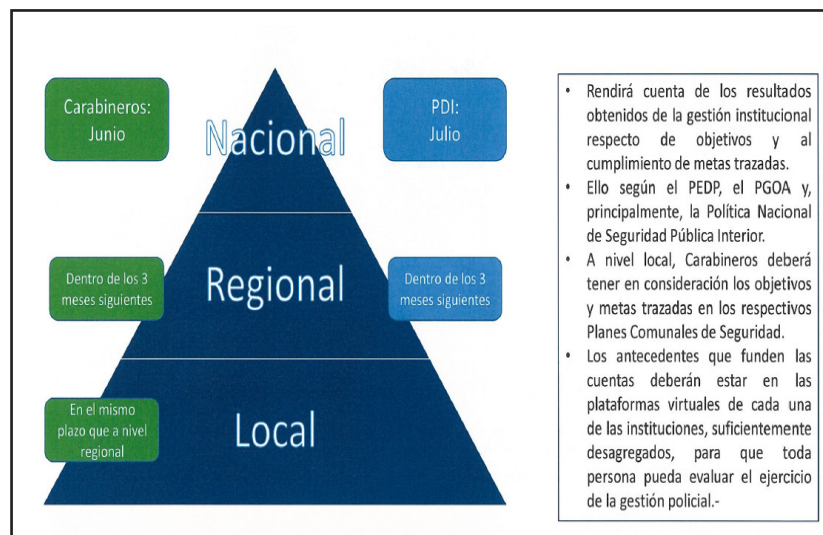 Carabineros:
Junio
Nacional
PDI:
Julio
Dentro de los 3
meses siguientes
Regional
Dentro de los 3
meses siguientes
En el mismo
plazo que a nivel
regional
Local
• Rendirá cuenta de los resultados
obtenidos de la gestión institucional
respecto de objetivos y al
cumplimiento de metas trazadas.
• Ello según el PEDP, el PGOA y,
principalmente, la Política Nacional
de Seguridad Pública Interior.
• A nivel local, Carabineros deberá
tener en consideración los objetivos
y metas trazadas en los respectivos
Planes Comunales de Seguridad.
• Los antecedentes que funden las
cuentas deberán estar en las
plataformas virtuales de cada una
de las instituciones, suficientemente
desagregados, para que toda
persona pueda evaluar el ejercicio
de la gestión policial.-